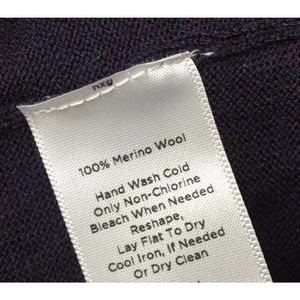 100% Merino Wool
Hand Wash Cold
Only Non-Chlorine
Bleach When Needed
Reshape,
Lay Flat To Dry
Cool Iron, If Needed
Or Dry Clean